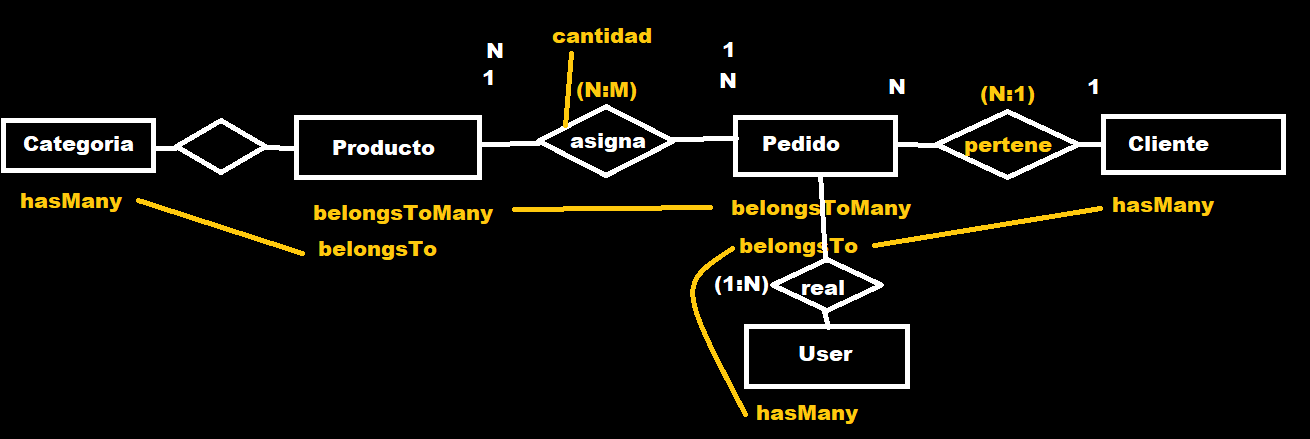 cantidad
N
1
1
N
(N:M)
N
(N:1)
1
Categoria
Producto
asigna
Pedido
pertene
Cliente
hasMany
belongsToMany
belongsToMany
hasMany
belongsTo
belongsTo
(1:N)
real
User
hasMany